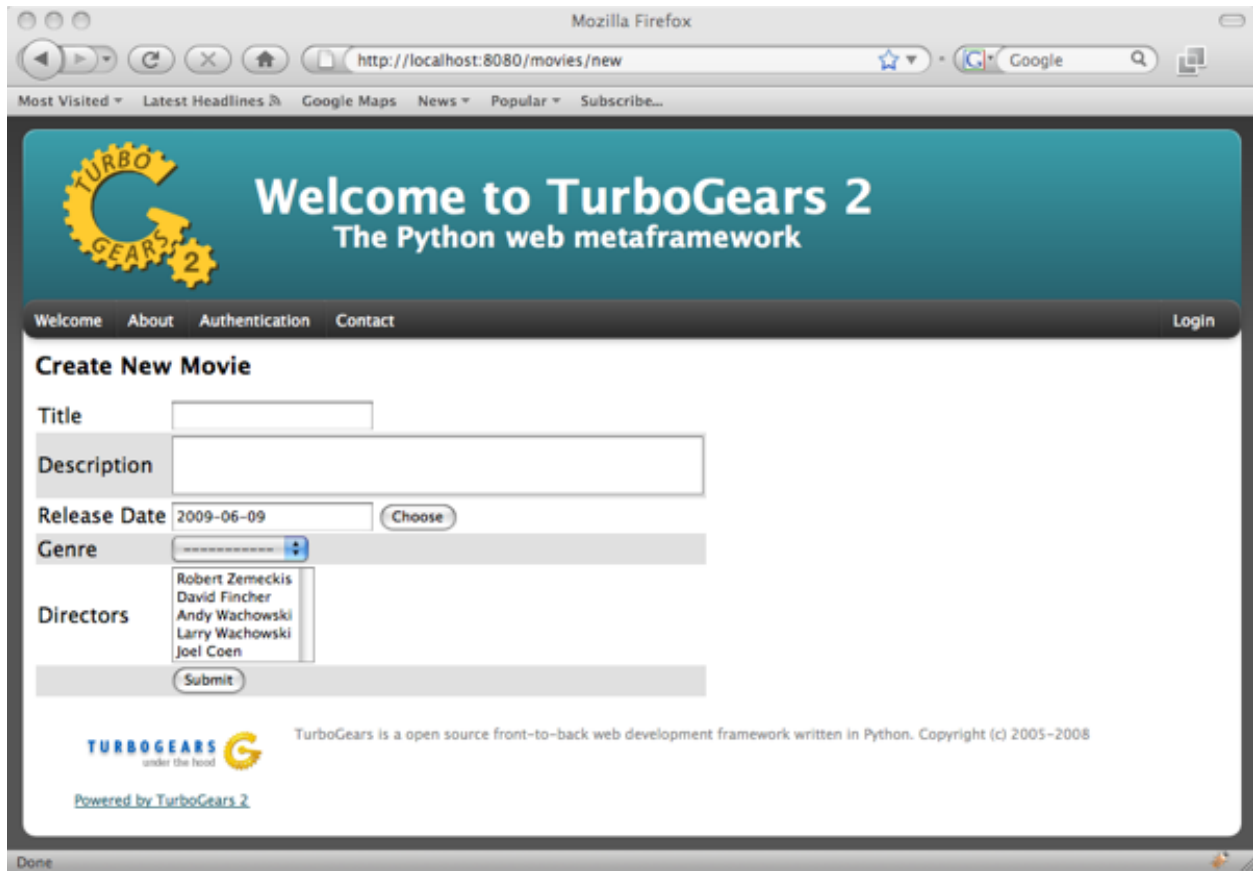 Mozilla Firefox
http://localhost:8080/movies/new
Google
Most Visited Latest Headlines Google Maps News Popular Subscribe...
TURBO
GEARS
2
Welcome to TurboGears 2
The Python web metaframework
Welcome About Authentication Contact Login
Create New Movie
Title
Description
Release Date 2009-06-09 Choose
Genre -----------
Directors
Robert Zemeckis
David Fincher
Andy Wachowski
Larry Wachowski
Joel Coen
Submit
TURBOGEARS
under the hood
TurboGears is a open source front-to-back web development framework written in Python. Copyright (c) 2005-2008
Powered by TurboGears 2
Done